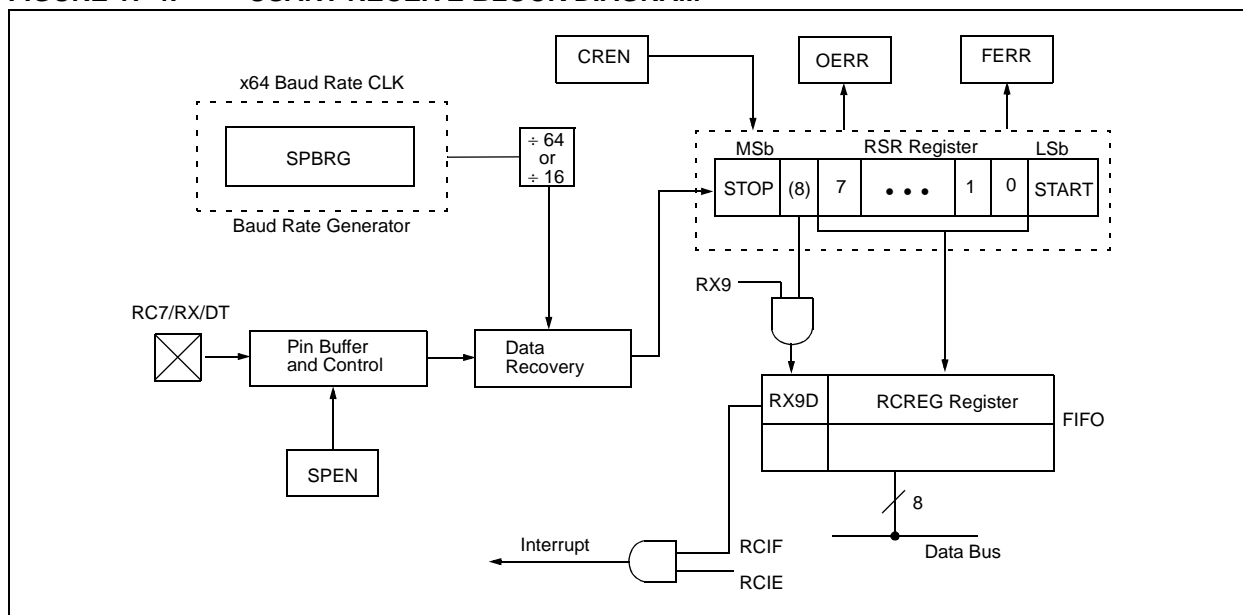 CREN
OERR
FERR
x64 Baud Rate CLK
SPBRG
Baud Rate Generator
÷ 64
or
÷ 16
MSb
RSR Register
LSb
STOP
(8)
7
• • •
1
0
START
RX9
RC7/RX/DT
Pin Buffer
and Control
Data
Recovery
SPEN
RX9D
RCREG Register
FIFO
8
Data Bus
Interrupt
RCIF
RCIE